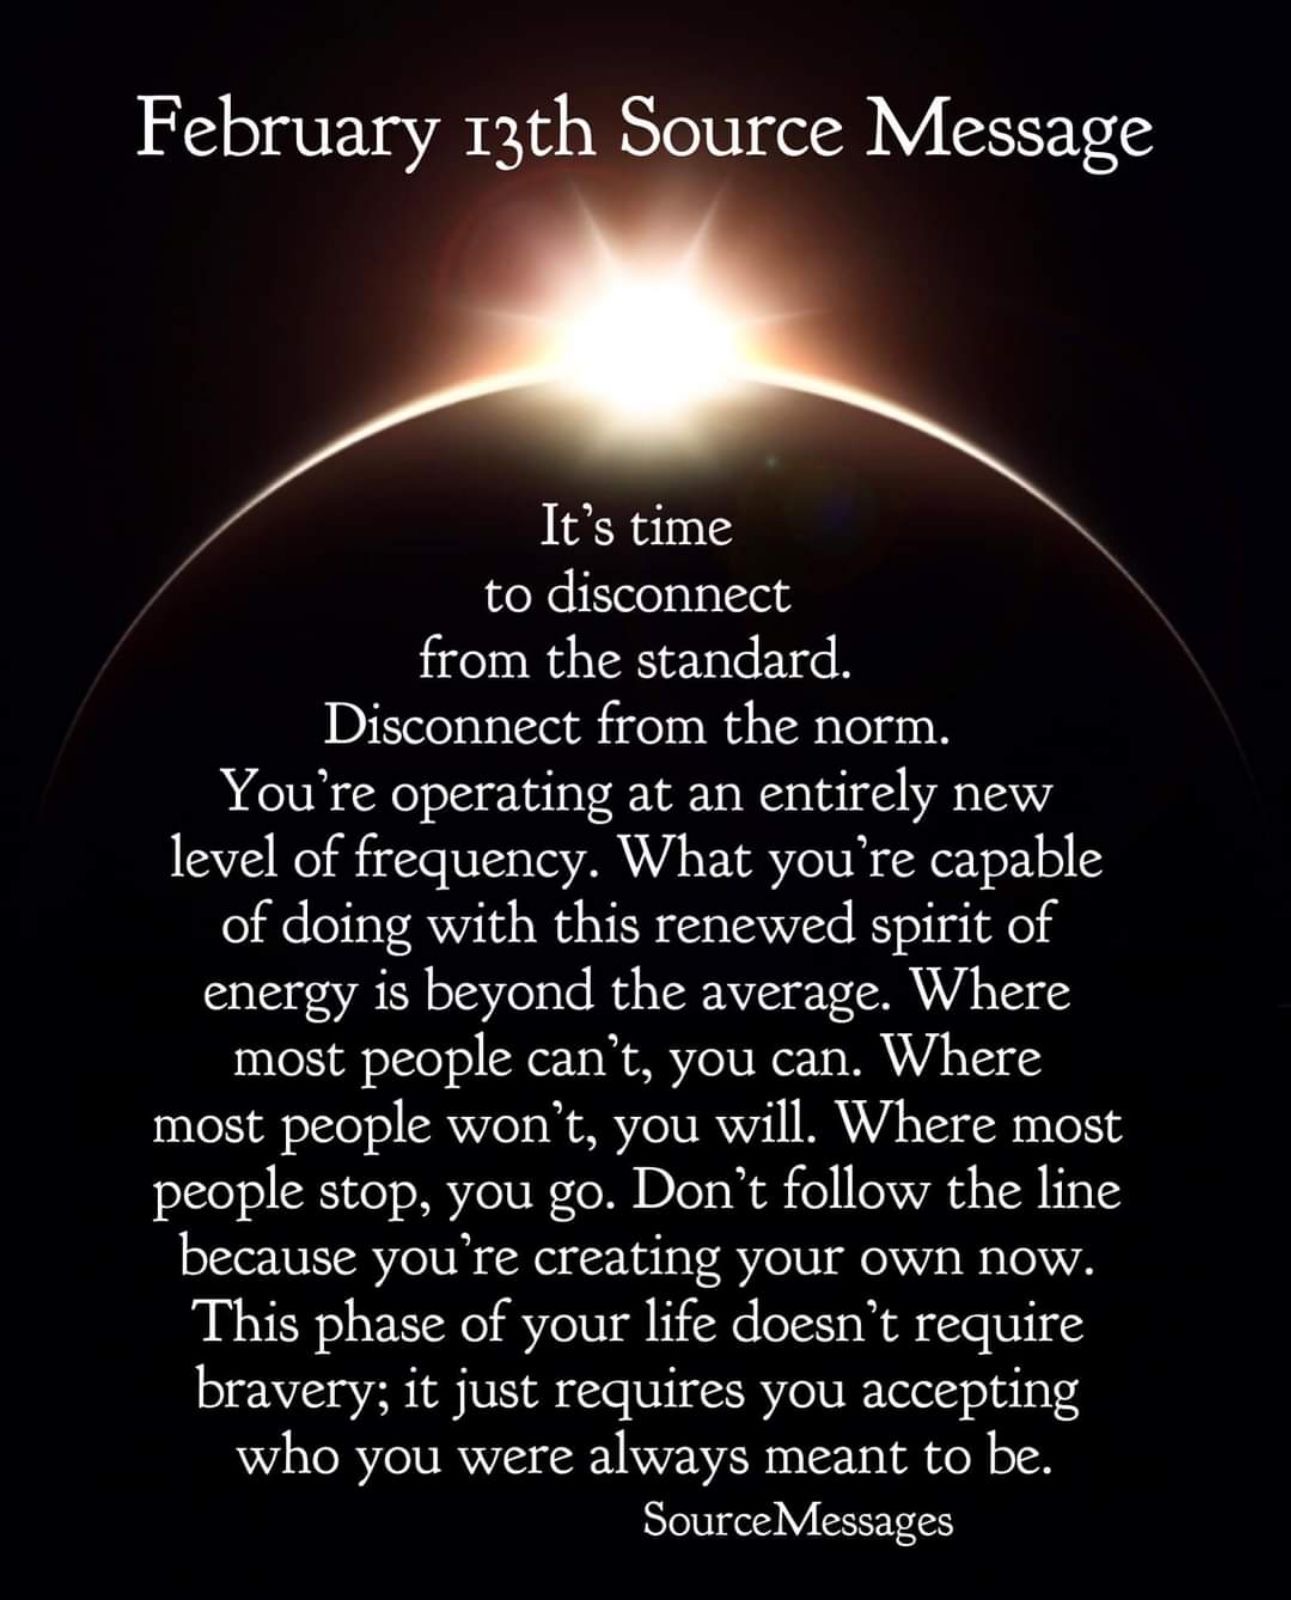 February 13th Source Message
It’s time
to disconnect
from the standard.
Disconnect from the norm.
You’re operating at an entirely new
level of frequency. What you’re capable
of doing with this renewed spirit of
energy is beyond the average. Where
most people can’t, you can. Where
most people won’t, you will. Where most
people stop, you go. Don’t follow the line
because you’re creating your own now.
This phase of your life doesn’t require
bravery; it just requires you accepting
who you were always meant to be.
SourceMessages